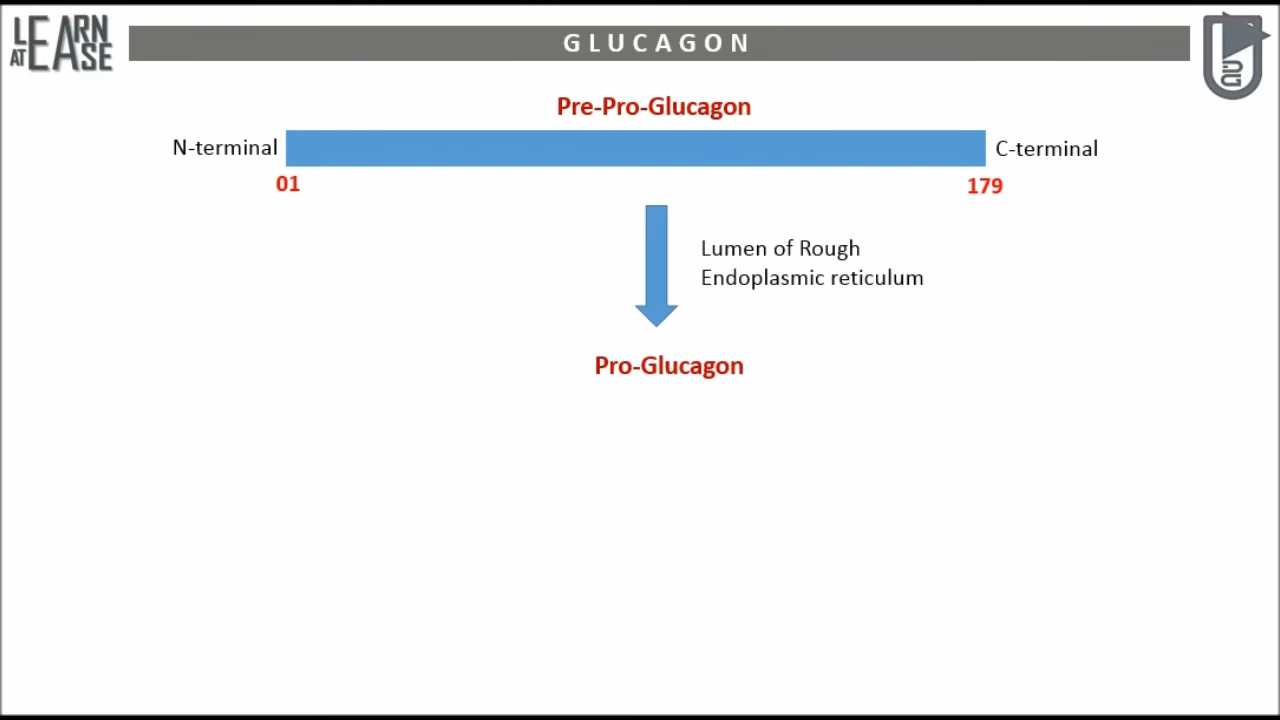 LEARN
AT EASE
GLUCAGON
Pre-Pro-Glucagon
N-terminal
C-terminal
01
179
Lumen of Rough
Endoplasmic reticulum
Pro-Glucagon